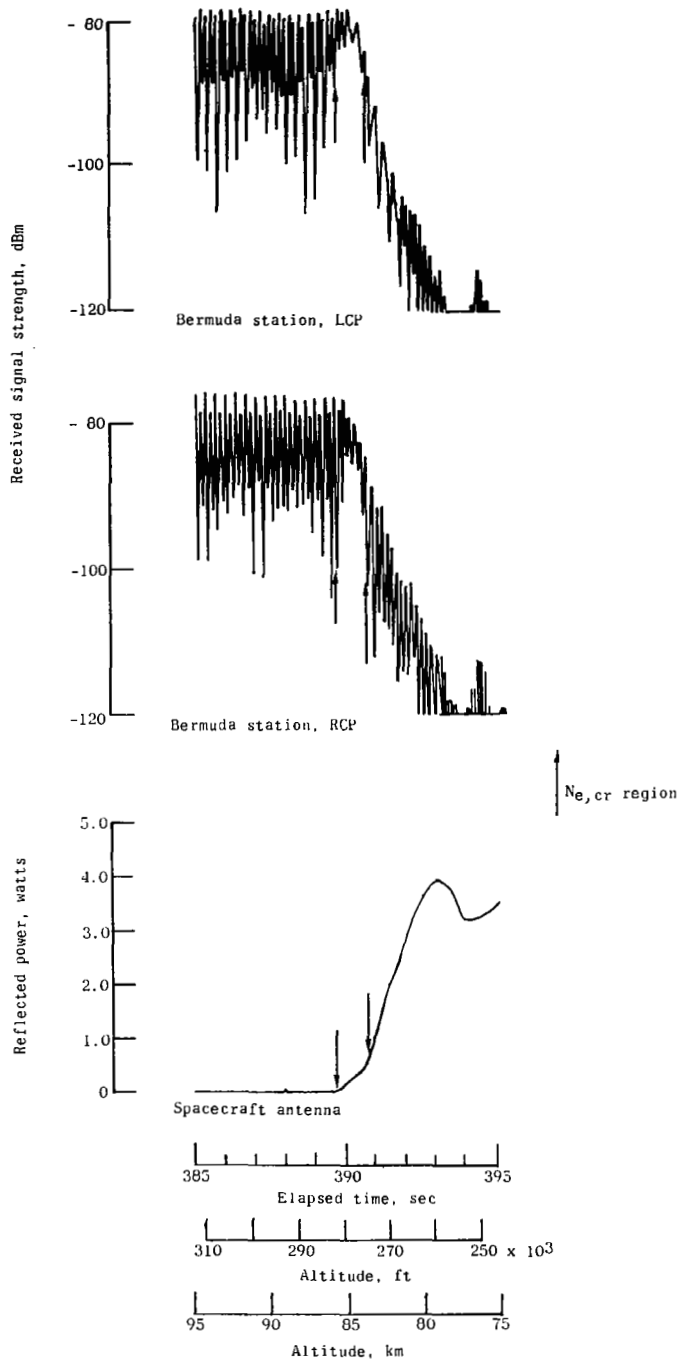 Received signal strength, dBm
- 80
-100
-120
Bermuda station, LCP
- 80
-100
-120
Bermuda station, RCP
Ne,cr region
Reflected power, watts
5.0
4.0
3.0
2.0
1.0
0
Spacecraft antenna
385 390 395
Elapsed time, sec
310 290 270 250 x 10³
Altitude, ft
95 90 85 80 75
Altitude, km